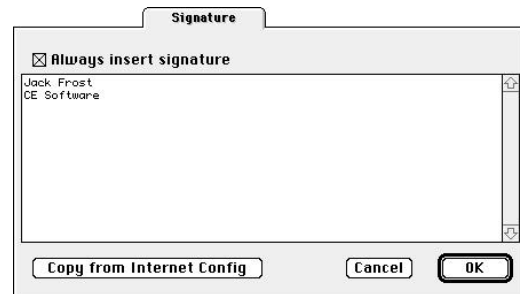 Signature
Always insert signature
Jack Frost
CE Software
Copy from Internet Config
Cancel
OK